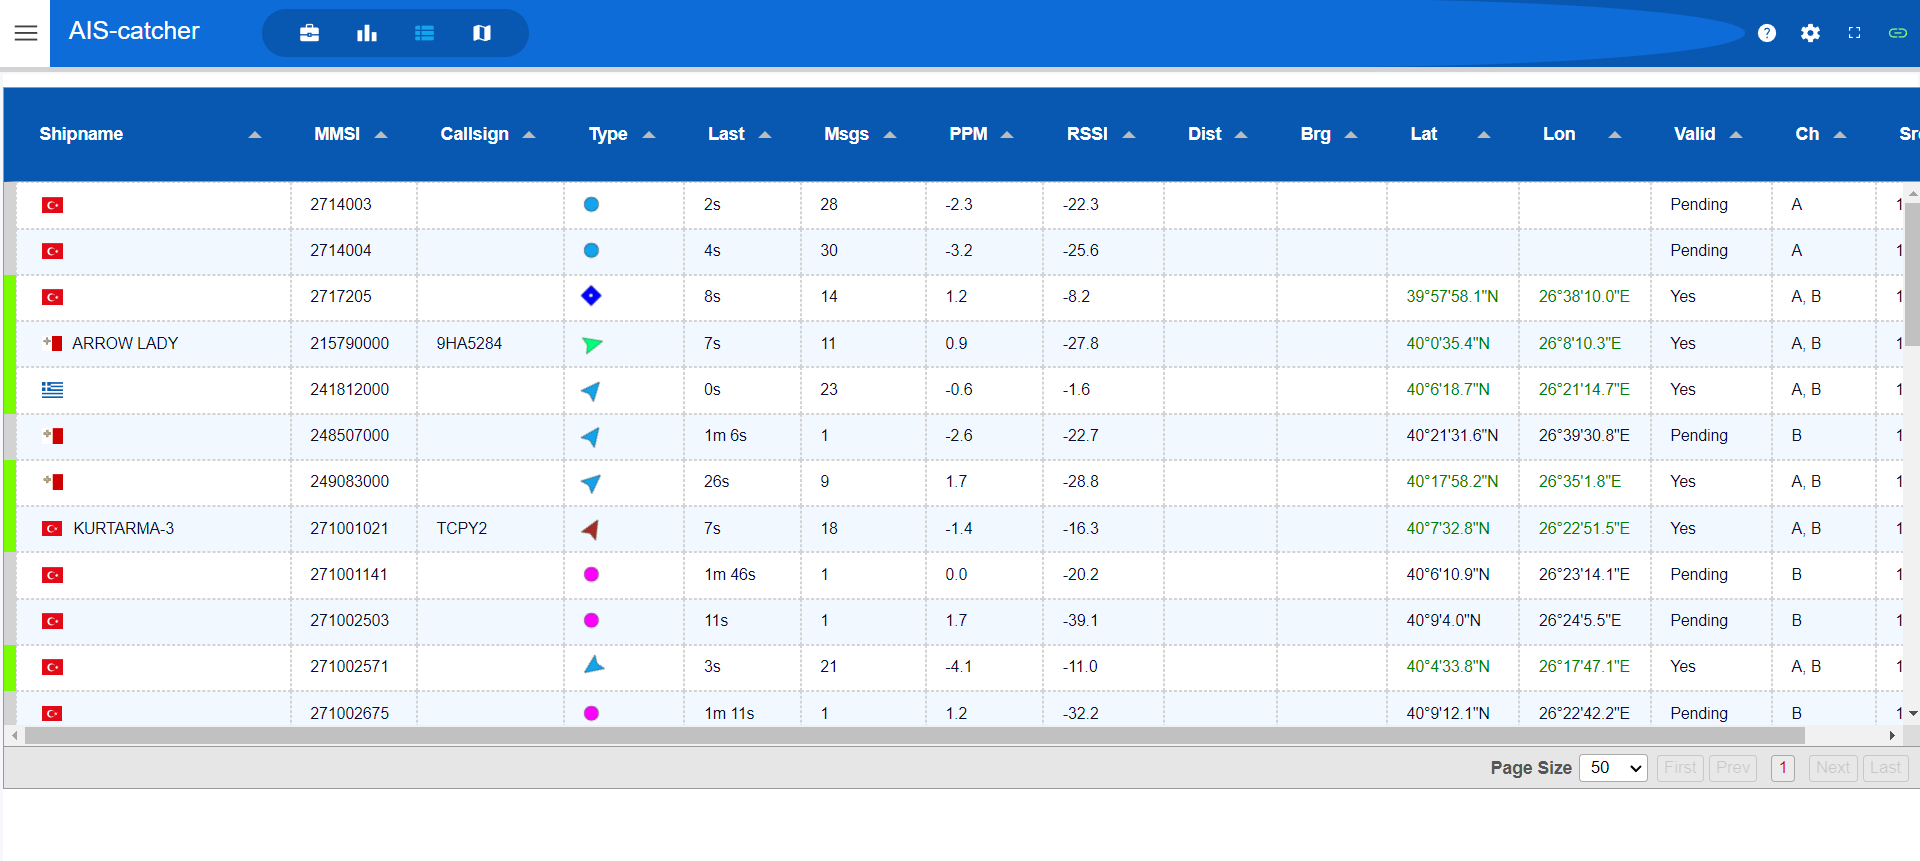 AIS-catcher
Shipname MMSI Callsign Type Last Msgs PPM RSSI Dist Brg Lat Lon Valid Ch
2714003 2s 28 -2.3 -22.3 Pending A 1
2714004 4s 30 -3.2 -25.6 Pending A 1
2717205 8s 14 1.2 -8.2 39°57'58.1"N 26°38'10.0"E Yes A, B 1
ARROW LADY 215790000 9HA5284 7s 11 0.9 -27.8 40°0'35.4"N 26°8'10.3"E Yes A, B 1
241812000 0s 23 -0.6 -1.6 40°6'18.7"N 26°21'14.7"E Yes A, B 1
248507000 1m 6s 1 -2.6 -22.7 40°21'31.6"N 26°39'30.8"E Pending B 1
249083000 26s 9 1.7 -28.8 40°17'58.2"N 26°35'1.8"E Yes A, B 1
KURTARMA-3 271001021 TCPY2 7s 18 -1.4 -16.3 40°7'32.8"N 26°22'51.5"E Yes A, B 1
271001141 1m 46s 1 0.0 -20.2 40°6'10.9"N 26°23'14.1"E Pending B 1
271002503 11s 1 1.7 -39.1 40°9'4.0"N 26°24'5.5"E Pending B 1
271002571 3s 21 -4.1 -11.0 40°4'33.8"N 26°17'47.1"E Yes A, B 1
271002675 1m 11s 1 1.2 -32.2 40°9'12.1"N 26°22'42.2"E Pending B 1
Page Size 50 First Prev 1 Next Last